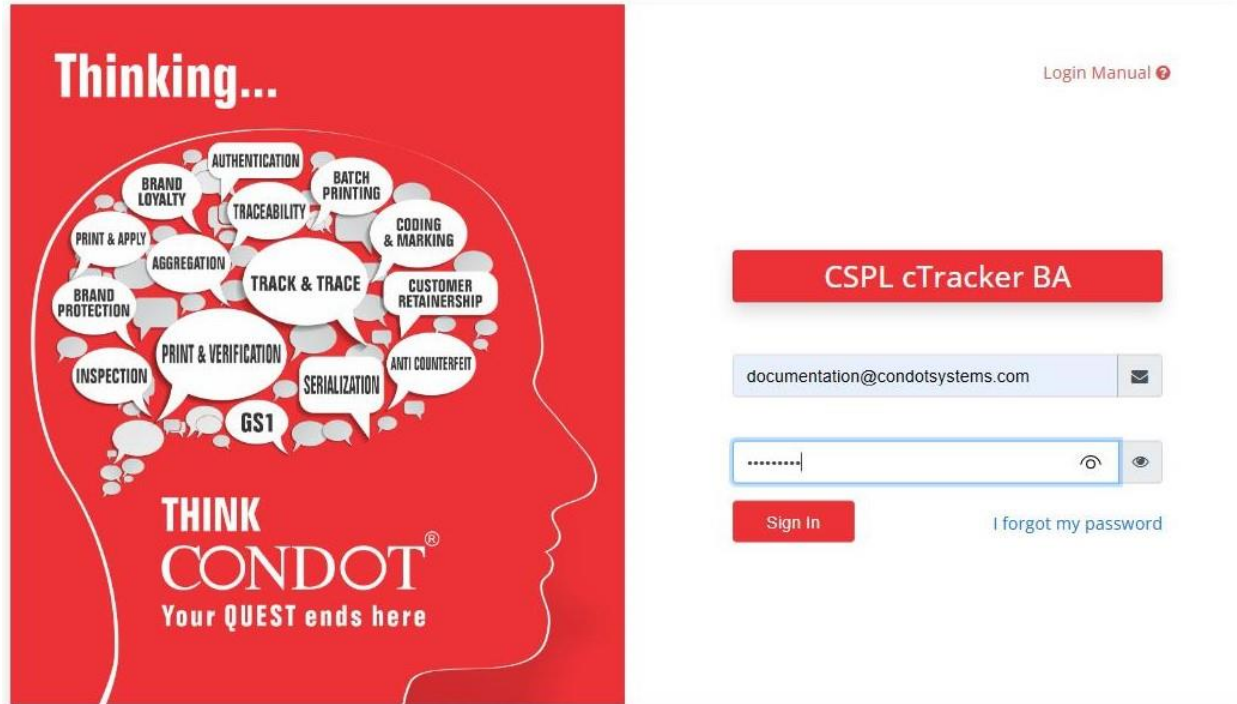 Thinking...
AUTHENTICATION
BRAND
LOYALTY
BATCH
PRINTING
TRACEABILITY
CODING
& MARKING
PRINT & APPLY
AGGREGATION
TRACK & TRACE
CUSTOMER
RETAINERSHIP
BRAND
PROTECTION
PRINT & VERIFICATION
ANTI COUNTERFEIT
INSPECTION
SERIALIZATION
GS1
THINK
CONDOT®
Your QUEST ends here
Login Manual
CSPL cTracker BA
documentation@condotsystems.com
•••••••••
Sign In
I forgot my password